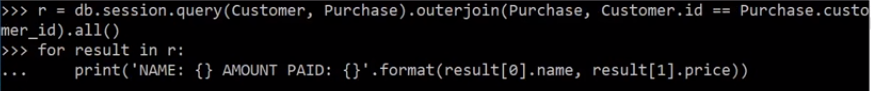 >>> r = db.session.query(Customer, Purchase).outerjoin(Purchase, Customer.id == Purchase.custo
mer_id).all()
>>> for result in r:
...     print('NAME: {} AMOUNT PAID: {}'.format(result[0].name, result[1].price))